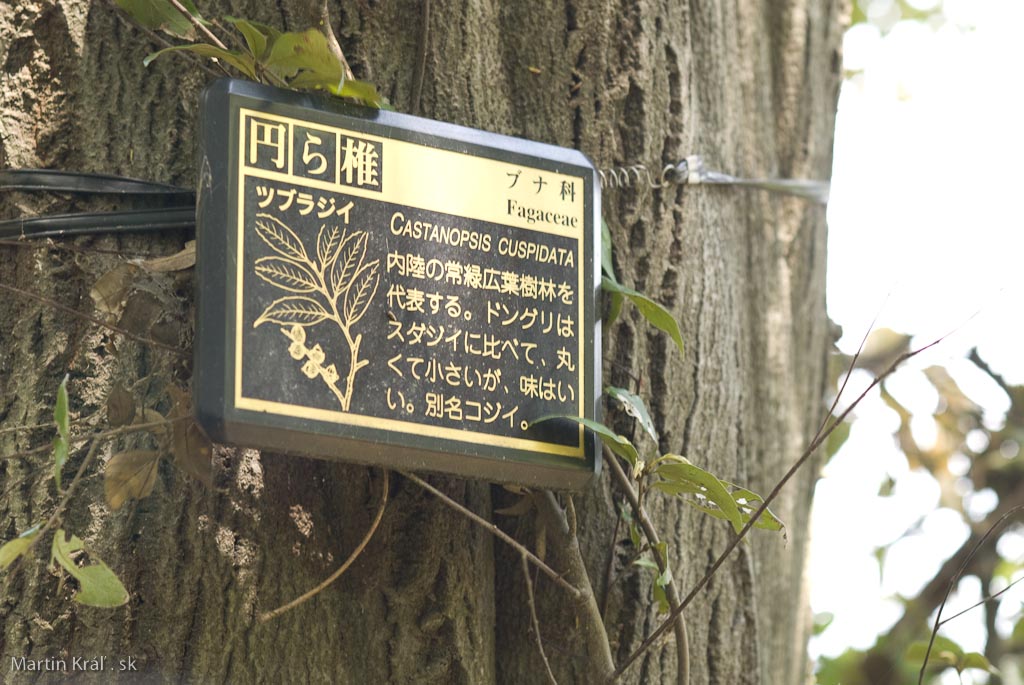 円ら椎
ブナ科
Fagaceae
ツブラジイ
CASTANOPSIS CUSPIDATA
内陸の常緑広葉樹林を
代表する。ドングリは
スダジイに比べて、丸
くて小さいが、味はい
い。別名コジイ。
Martin Kráľ . sk